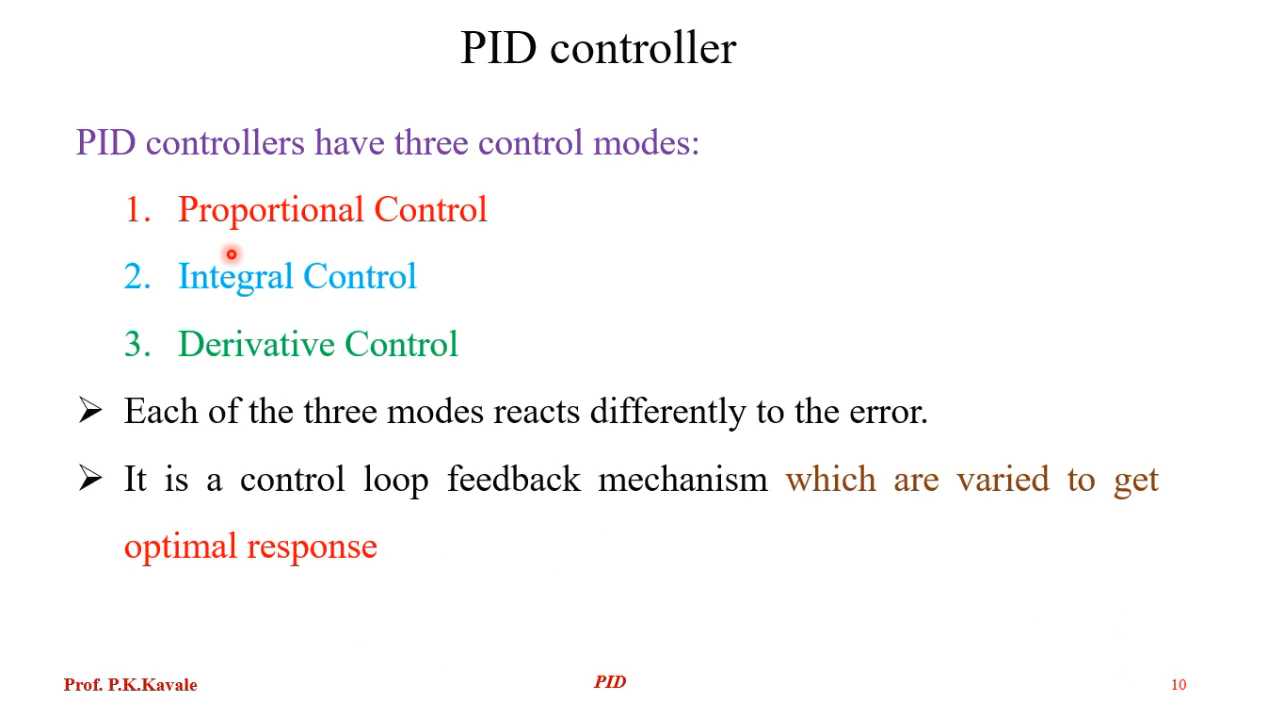 PID controller
PID controllers have three control modes:
1. Proportional Control
2. Integral Control
3. Derivative Control
➢ Each of the three modes reacts differently to the error.
➢ It is a control loop feedback mechanism which are varied to get
optimal response
Prof. P.K.Kavale PID 10